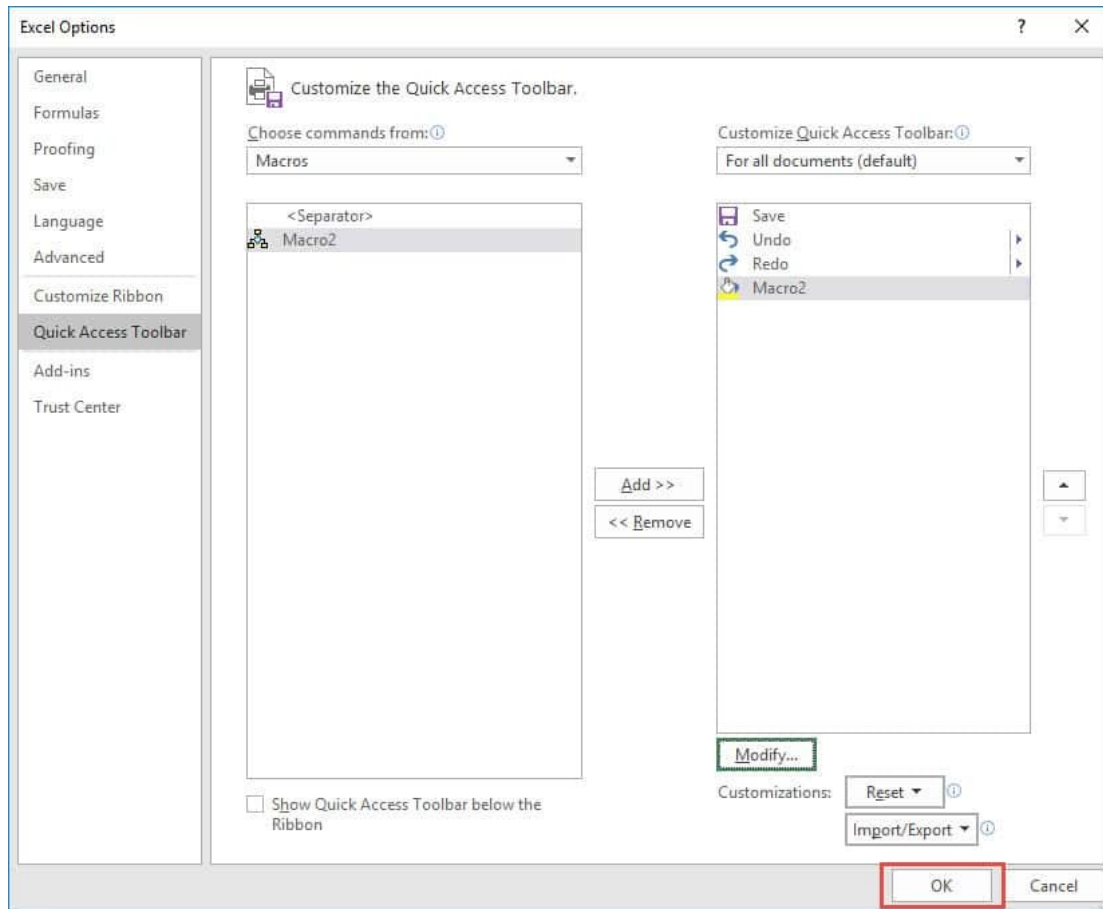 Excel Options
?
General
Formulas
Proofing
Save
Language
Advanced
Customize Ribbon
Quick Access Toolbar
Add-ins
Trust Center
Customize the Quick Access Toolbar.
Choose commands from:
Macros
<Separator>
Macro2
Add >>
<< Remove
Customize Quick Access Toolbar:
For all documents (default)
Save
Undo
Redo
Macro2
Modify...
Customizations:
Reset
Import/Export
Show Quick Access Toolbar below the
Ribbon
OK
Cancel